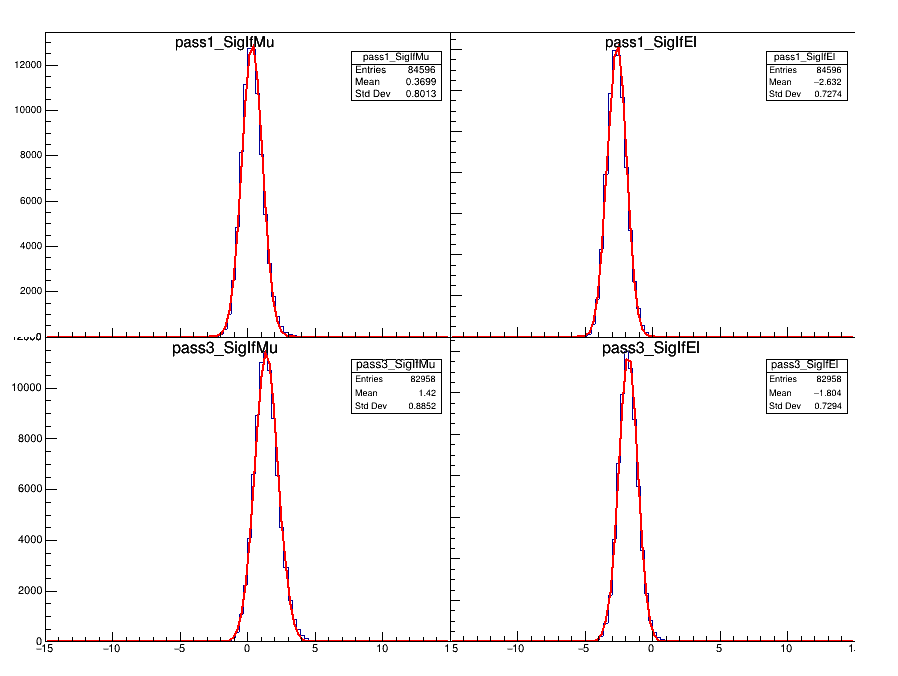 pass1_SigIfMu
pass1_SigIfMu
Entries 84596
Mean 0.3699
Std Dev 0.8013
12000
10000
8000
6000
4000
2000
pass1_SigIfEl
pass1_SigIfEl
Entries 84596
Mean −2.632
Std Dev 0.7274
pass3_SigIfMu
pass3_SigIfMu
Entries 82958
Mean 1.42
Std Dev 0.8852
10000
8000
6000
4000
2000
0
−15 −10 −5 0 5 10
pass3_SigIfEl
pass3_SigIfEl
Entries 82958
Mean −1.804
Std Dev 0.7294
−10 −5 0 5 10